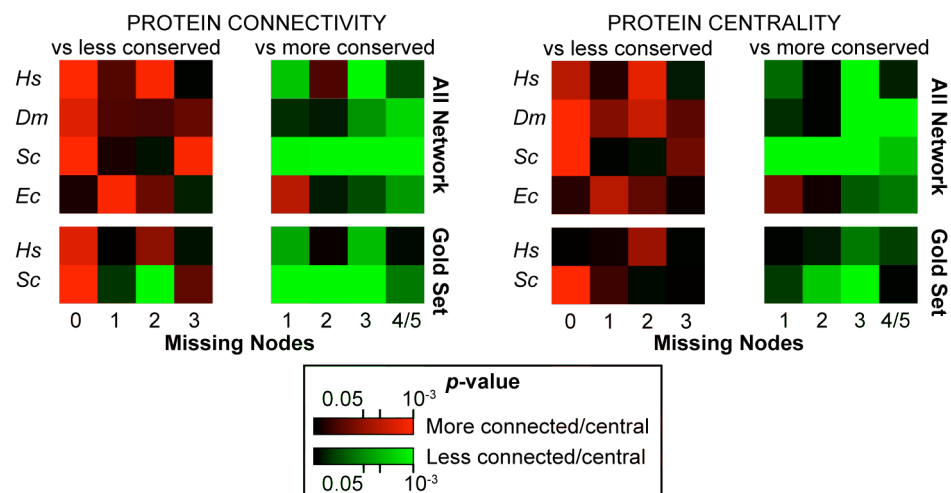 PROTEIN CONNECTIVITY
vs less conserved vs more conserved
Hs
Dm
Sc
Ec
All Network
Hs
Sc
Gold Set
0 1 2 3 1 2 3 4/5
Missing Nodes
PROTEIN CENTRALITY
vs less conserved vs more conserved
Hs
Dm
Sc
Ec
All Network
Hs
Sc
Gold Set
0 1 2 3 1 2 3 4/5
Missing Nodes
p-value
0.05 10-3
More connected/central
Less connected/central
0.05 10-3